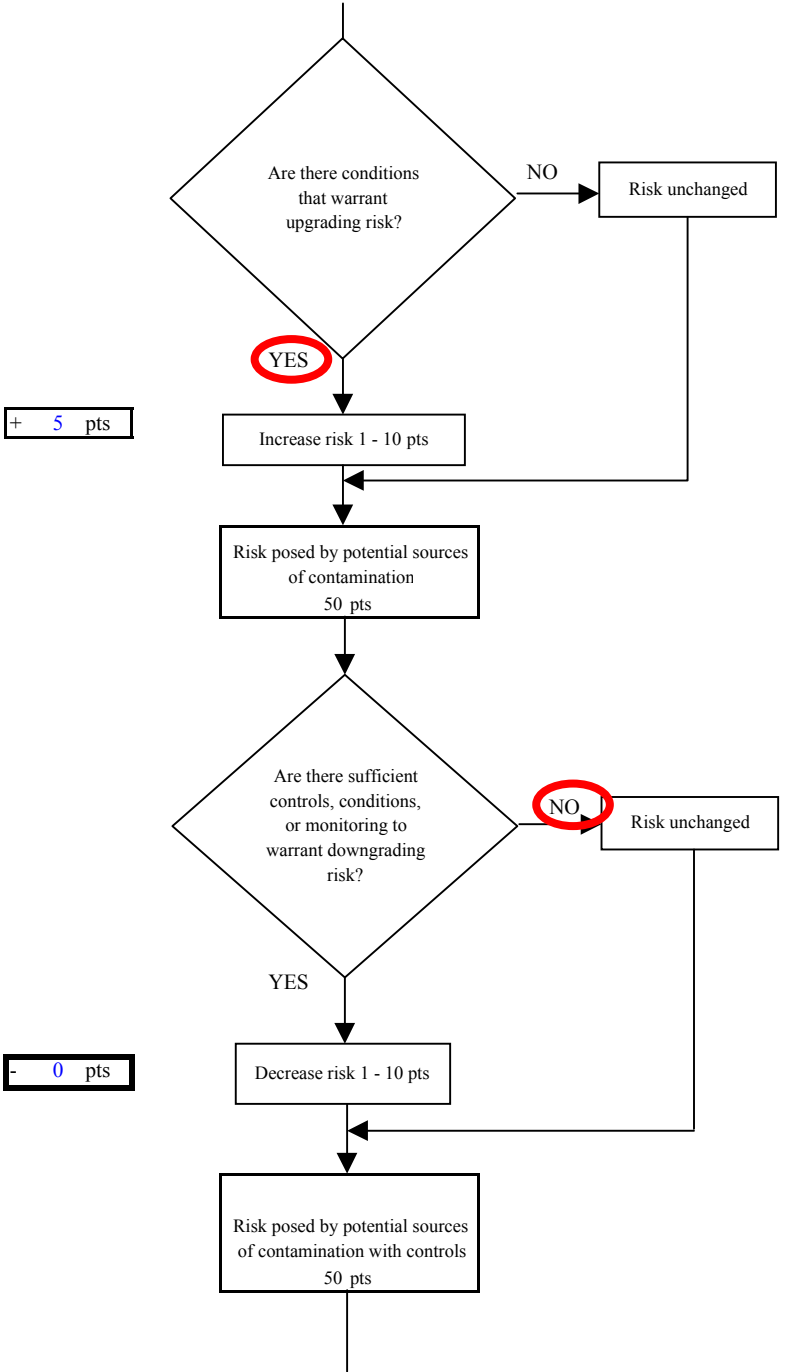 Are there conditions
that warrant
upgrading risk?
NO
Risk unchanged
YES
+ 5 pts
Increase risk 1 - 10 pts
Risk posed by potential sources
of contamination
50 pts
Are there sufficient
controls, conditions,
or monitoring to
warrant downgrading
risk?
NO
Risk unchanged
YES
- 0 pts
Decrease risk 1 - 10 pts
Risk posed by potential sources
of contamination with controls
50 pts